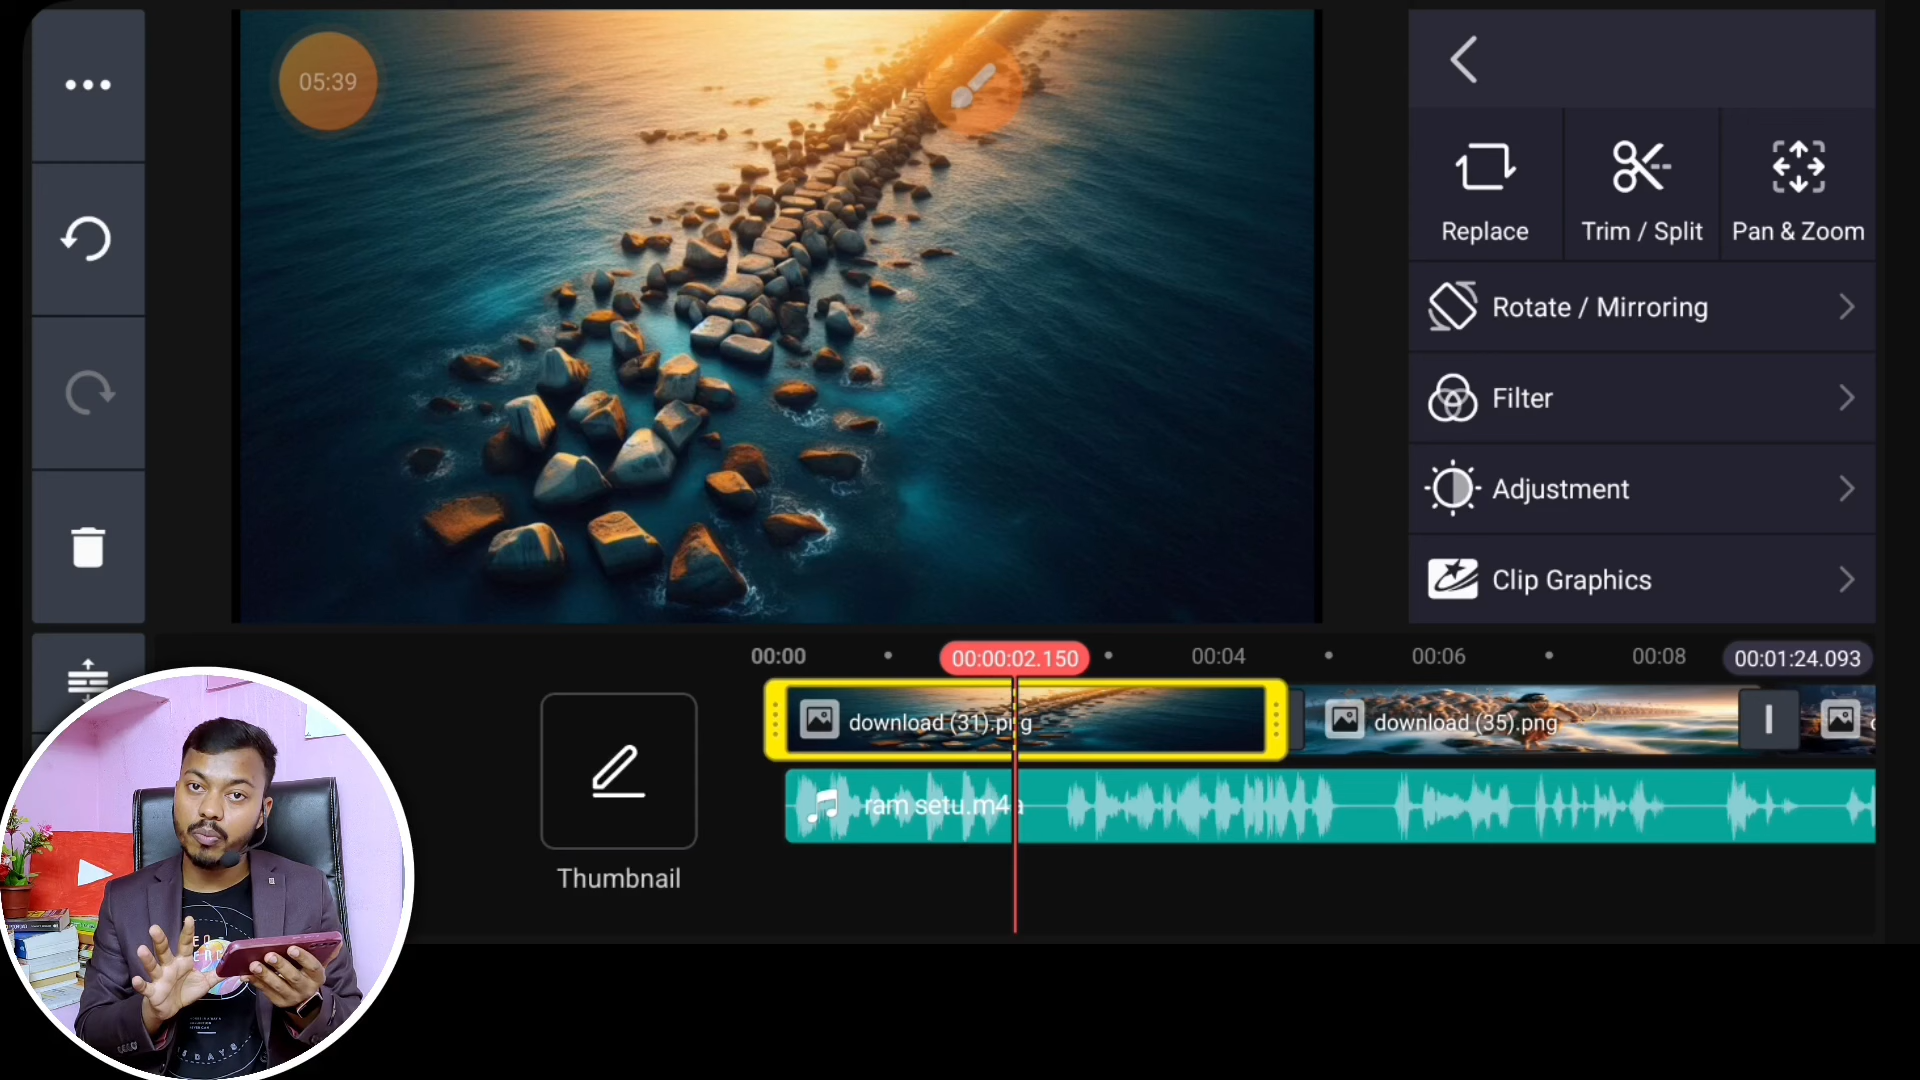 05:39
Replace
Trim / Split
Pan & Zoom
Rotate / Mirroring
Filter
Adjustment
Clip Graphics
00:00
00:00:02.150
00:04
00:06
00:08
00:01:24.093
download (31).png
download (35).png
ram setu.m4a
Thumbnail